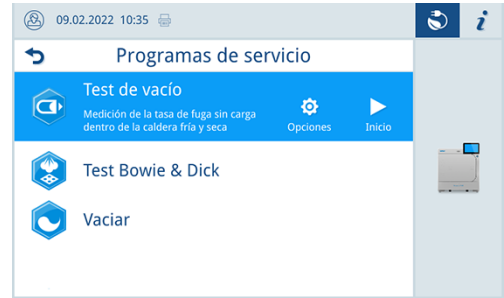 09.02.2022 10:35
Programas de servicio
Test de vacío
Medición de la tasa de fuga sin carga
dentro de la caldera fría y seca
Opciones
Inicio
Test Bowie & Dick
Vaciar
i